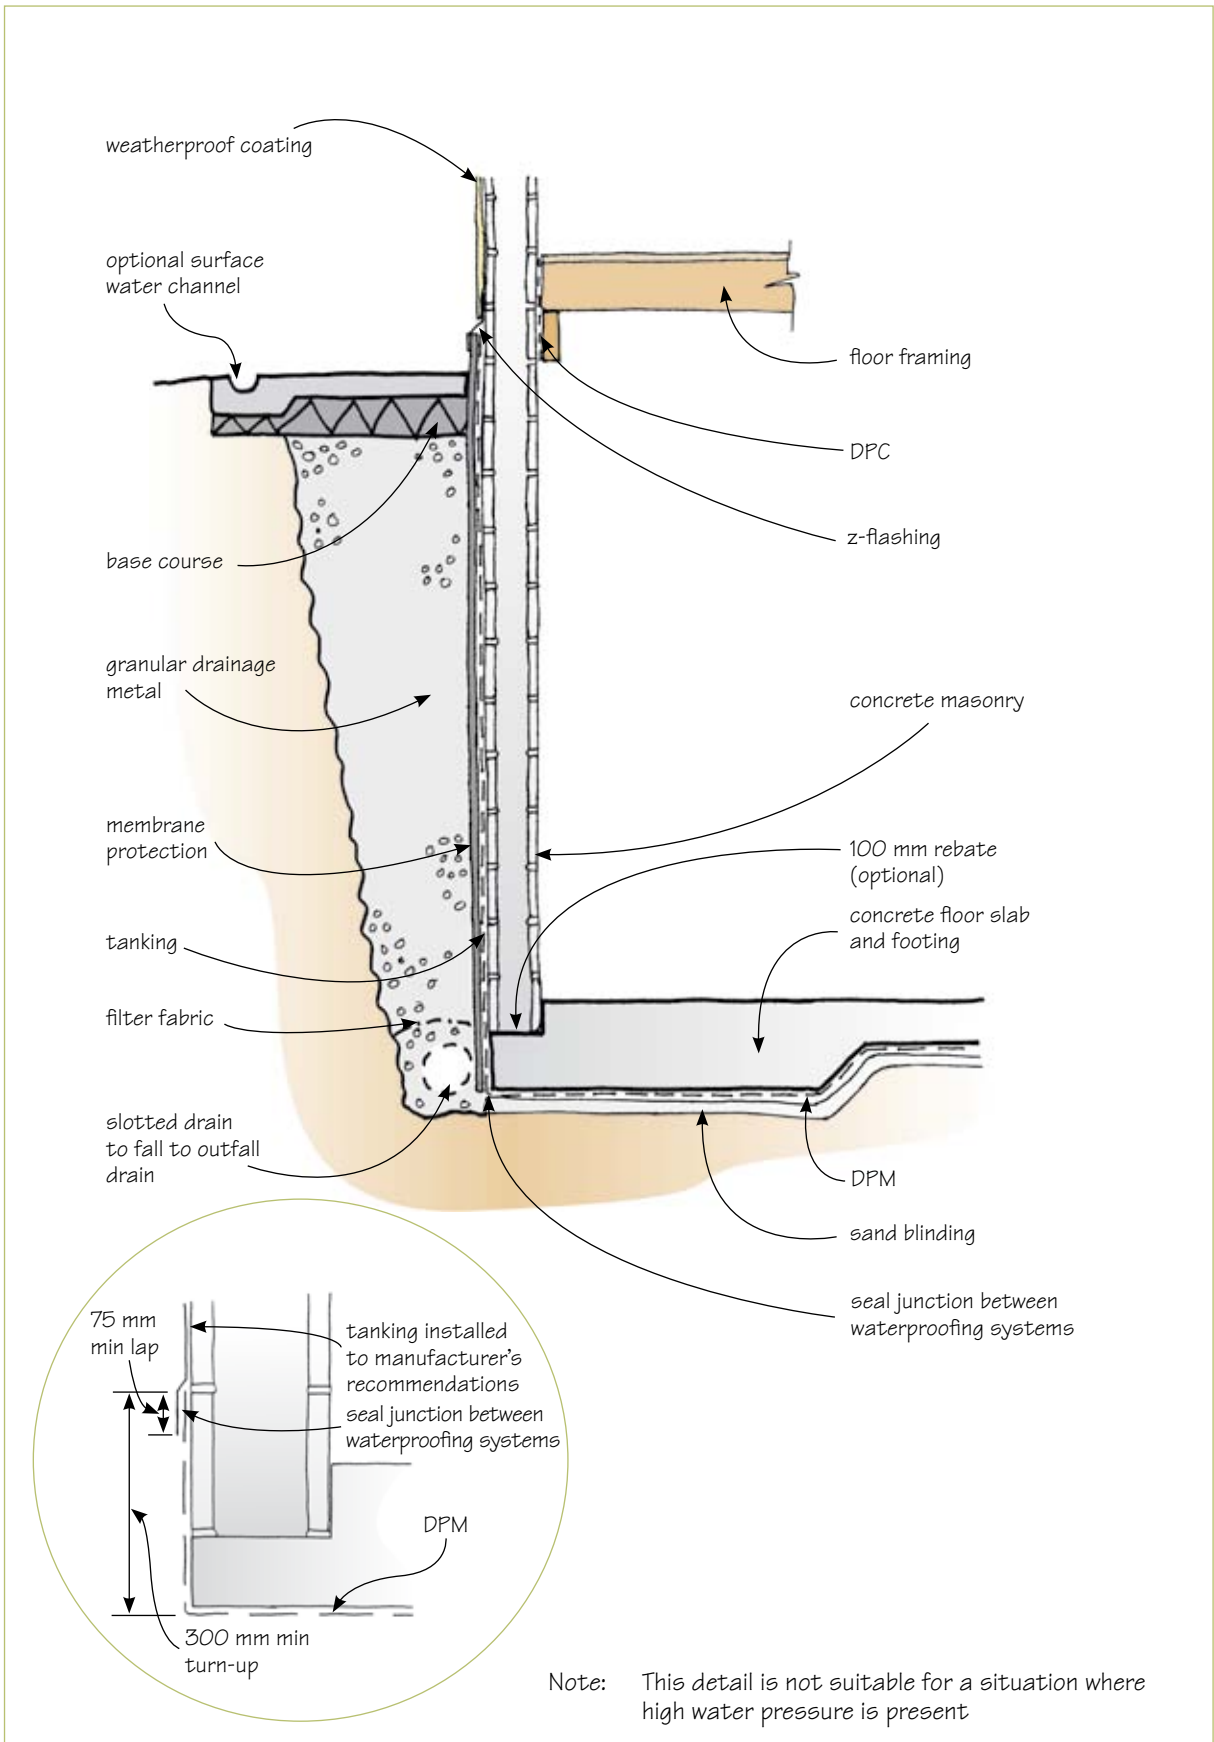 weatherproof coating
optional surface
water channel
floor framing
DPC
z-flashing
base course
granular drainage
metal
concrete masonry
membrane
protection
100 mm rebate
(optional)
concrete floor slab
and footing
tanking
filter fabric
slotted drain
to fall to outfall
drain
DPM
sand blinding
seal junction between
waterproofing systems
75 mm
min lap
tanking installed
to manufacturer's
recommendations
seal junction between
waterproofing systems
DPM
300 mm min
turn-up
Note: This detail is not suitable for a situation where
high water pressure is present